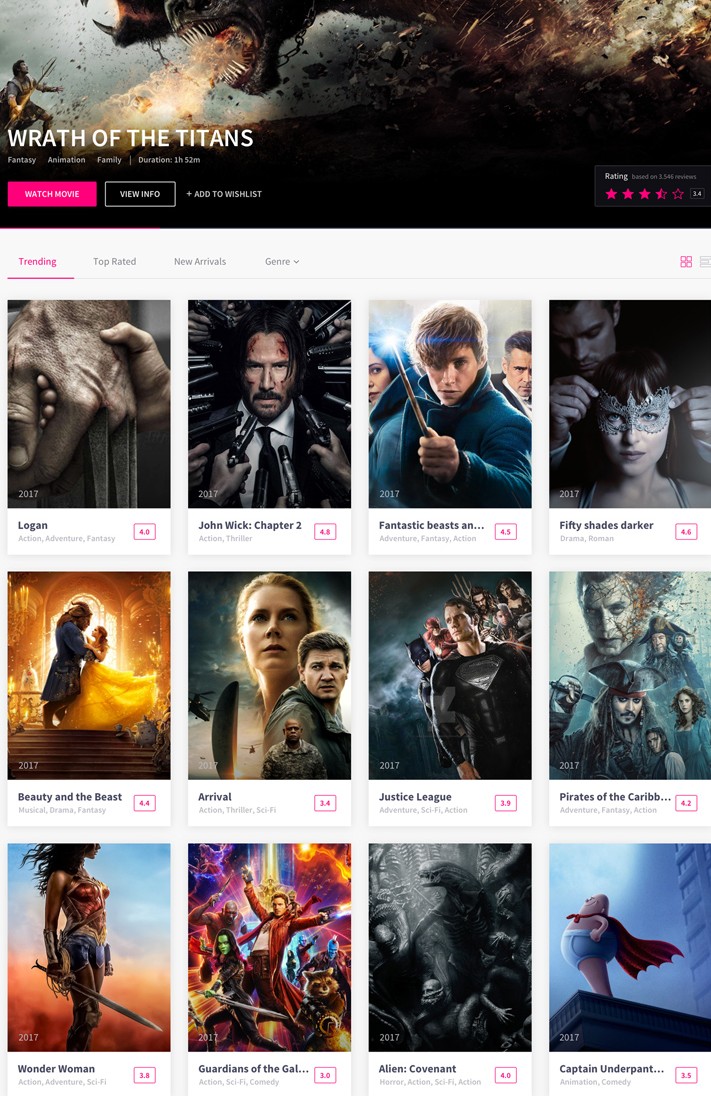 WRATH OF THE TITANS
Fantasy Animation Family | Duration: 1h 52m
WATCH MOVIE VIEW INFO + ADD TO WISHLIST
Rating based on 3.546 reviews
3.4
Trending Top Rated New Arrivals Genre
2017 2017 2017 2017
Logan 4.0
Action, Adventure, Fantasy
John Wick: Chapter 2 4.8
Action, Thriller
Fantastic beasts an... 4.5
Adventure, Fantasy, Action
Fifty shades darker 4.6
Drama, Roman
2017 2017 2017 2017
Beauty and the Beast 4.4
Musical, Drama, Fantasy
Arrival 3.4
Action, Thriller, Sci-Fi
Justice League 3.9
Adventure, Sci-Fi, Action
Pirates of the Caribb... 4.2
Adventure, Fantasy, Action
2017 2017 2017 2017
Wonder Woman 3.8
Action, Adventure, Sci-Fi
Guardians of the Gal... 3.0
Action, Sci-Fi, Comedy
Alien: Covenant 4.0
Horror, Action, Sci-Fi, Action
Captain Underpant... 3.5
Animation, Comedy